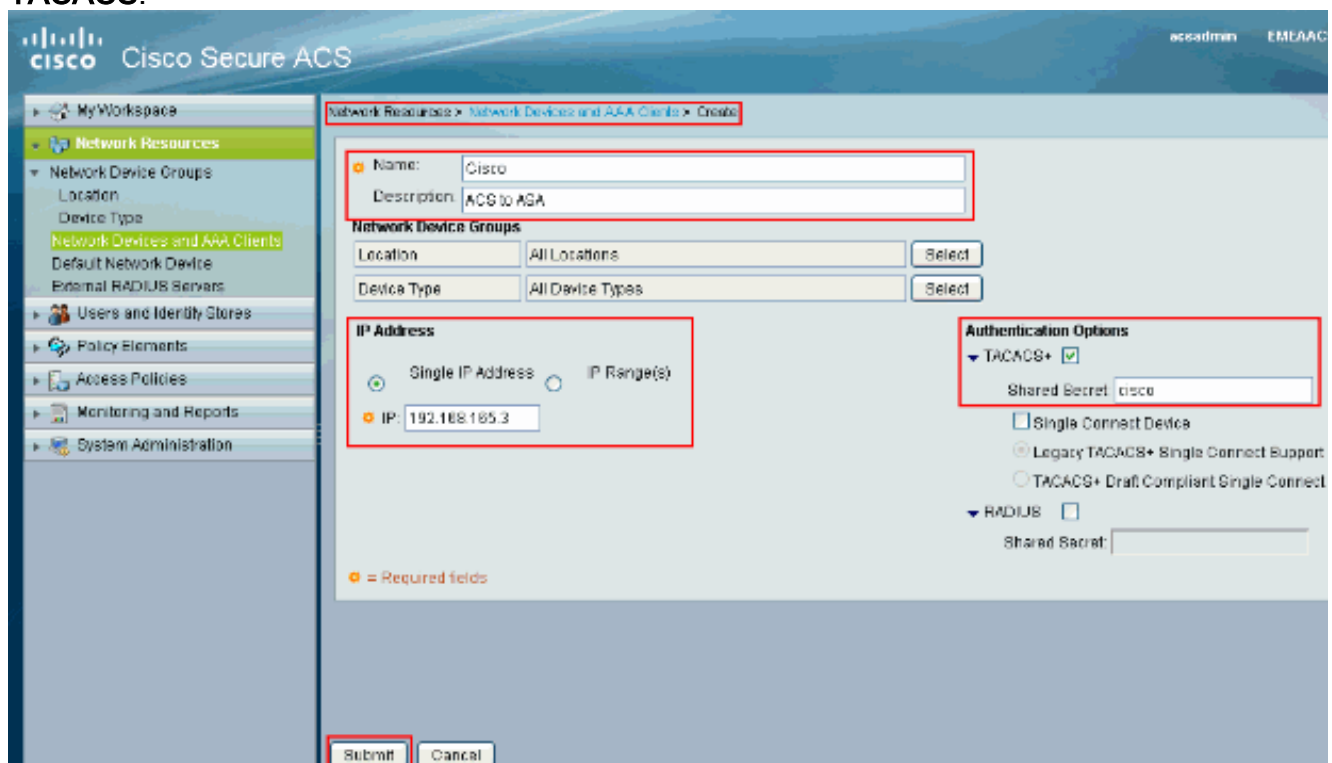 TACACS.
cisco Cisco Secure ACS
acsadmin EMEAAC
My Workspace
Network Resources
Network Device Groups
Location
Device Type
Network Devices and AAA Clients
Default Network Device
External RADIUS Servers
Users and Identity Stores
Policy Elements
Access Policies
Monitoring and Reports
System Administration
Network Resources > Network Devices and AAA Clients > Create
Name: Cisco
Description: ACS to ASA
Network Device Groups
Location All Locations Select
Device Type All Device Types Select
IP Address
Single IP Address IP Range(s)
IP: 192.168.165.3
Authentication Options
TACACS+
Shared Secret: cisco
Single Connect Device
Legacy TACACS+ Single Connect Support
TACACS+ Draft Compliant Single Connect
RADIUS
Shared Secret:
= Required fields
Submit Cancel